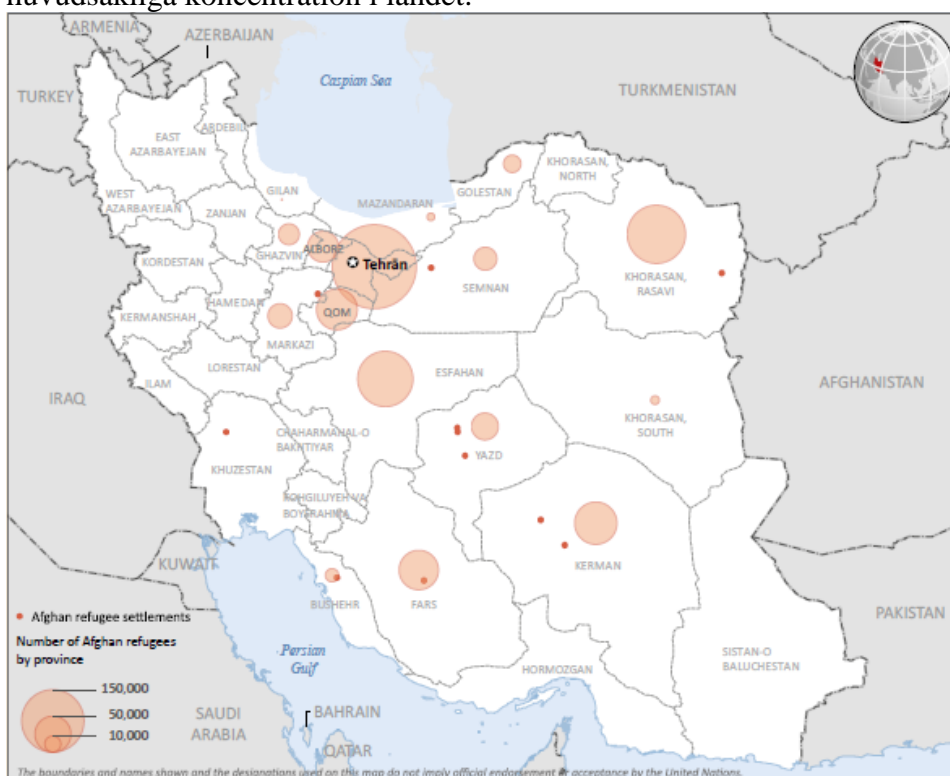 huvudsakliga koncentration i landet.
ARMENIA
AZERBAIJAN
Caspian Sea
TURKEY
TURKMENISTAN
EAST
AZARBAYEJAN
ARDEBIL
KHORASAN,
NORTH
WEST
AZARBAYEJAN
GILAN
GOLESTAN
MAZANDARAN
ZANJAN
GHAZVIN
ALBORZ
Tehrān
KORDESTAN
SEMNAN
KHORASAN,
RASAVI
HAMEDAN
QOM
KERMANSHAH
MARKAZI
LORESTAN
ESFAHAN
ILAM
IRAQ
AFGHANISTAN
KHORASAN,
SOUTH
CHAHARMAHAL-O
BAKHTIYAR
YAZD
KHUZESTAN
KOHGILUYEH VA
KUWAIT
KERMAN
BUSHEHR
FARS
PAKISTAN
Afghan refugee settlements
Number of Afghan refugees
by province
Persian
Gulf
SISTAN-O
BALUCHESTAN
HORMOZGAN
150,000
50,000
10,000
SAUDI
ARABIA
BAHRAIN
QATAR
The boundaries and names shown and the designations used on this map do not imply official endorsement or acceptance by the United Nations.